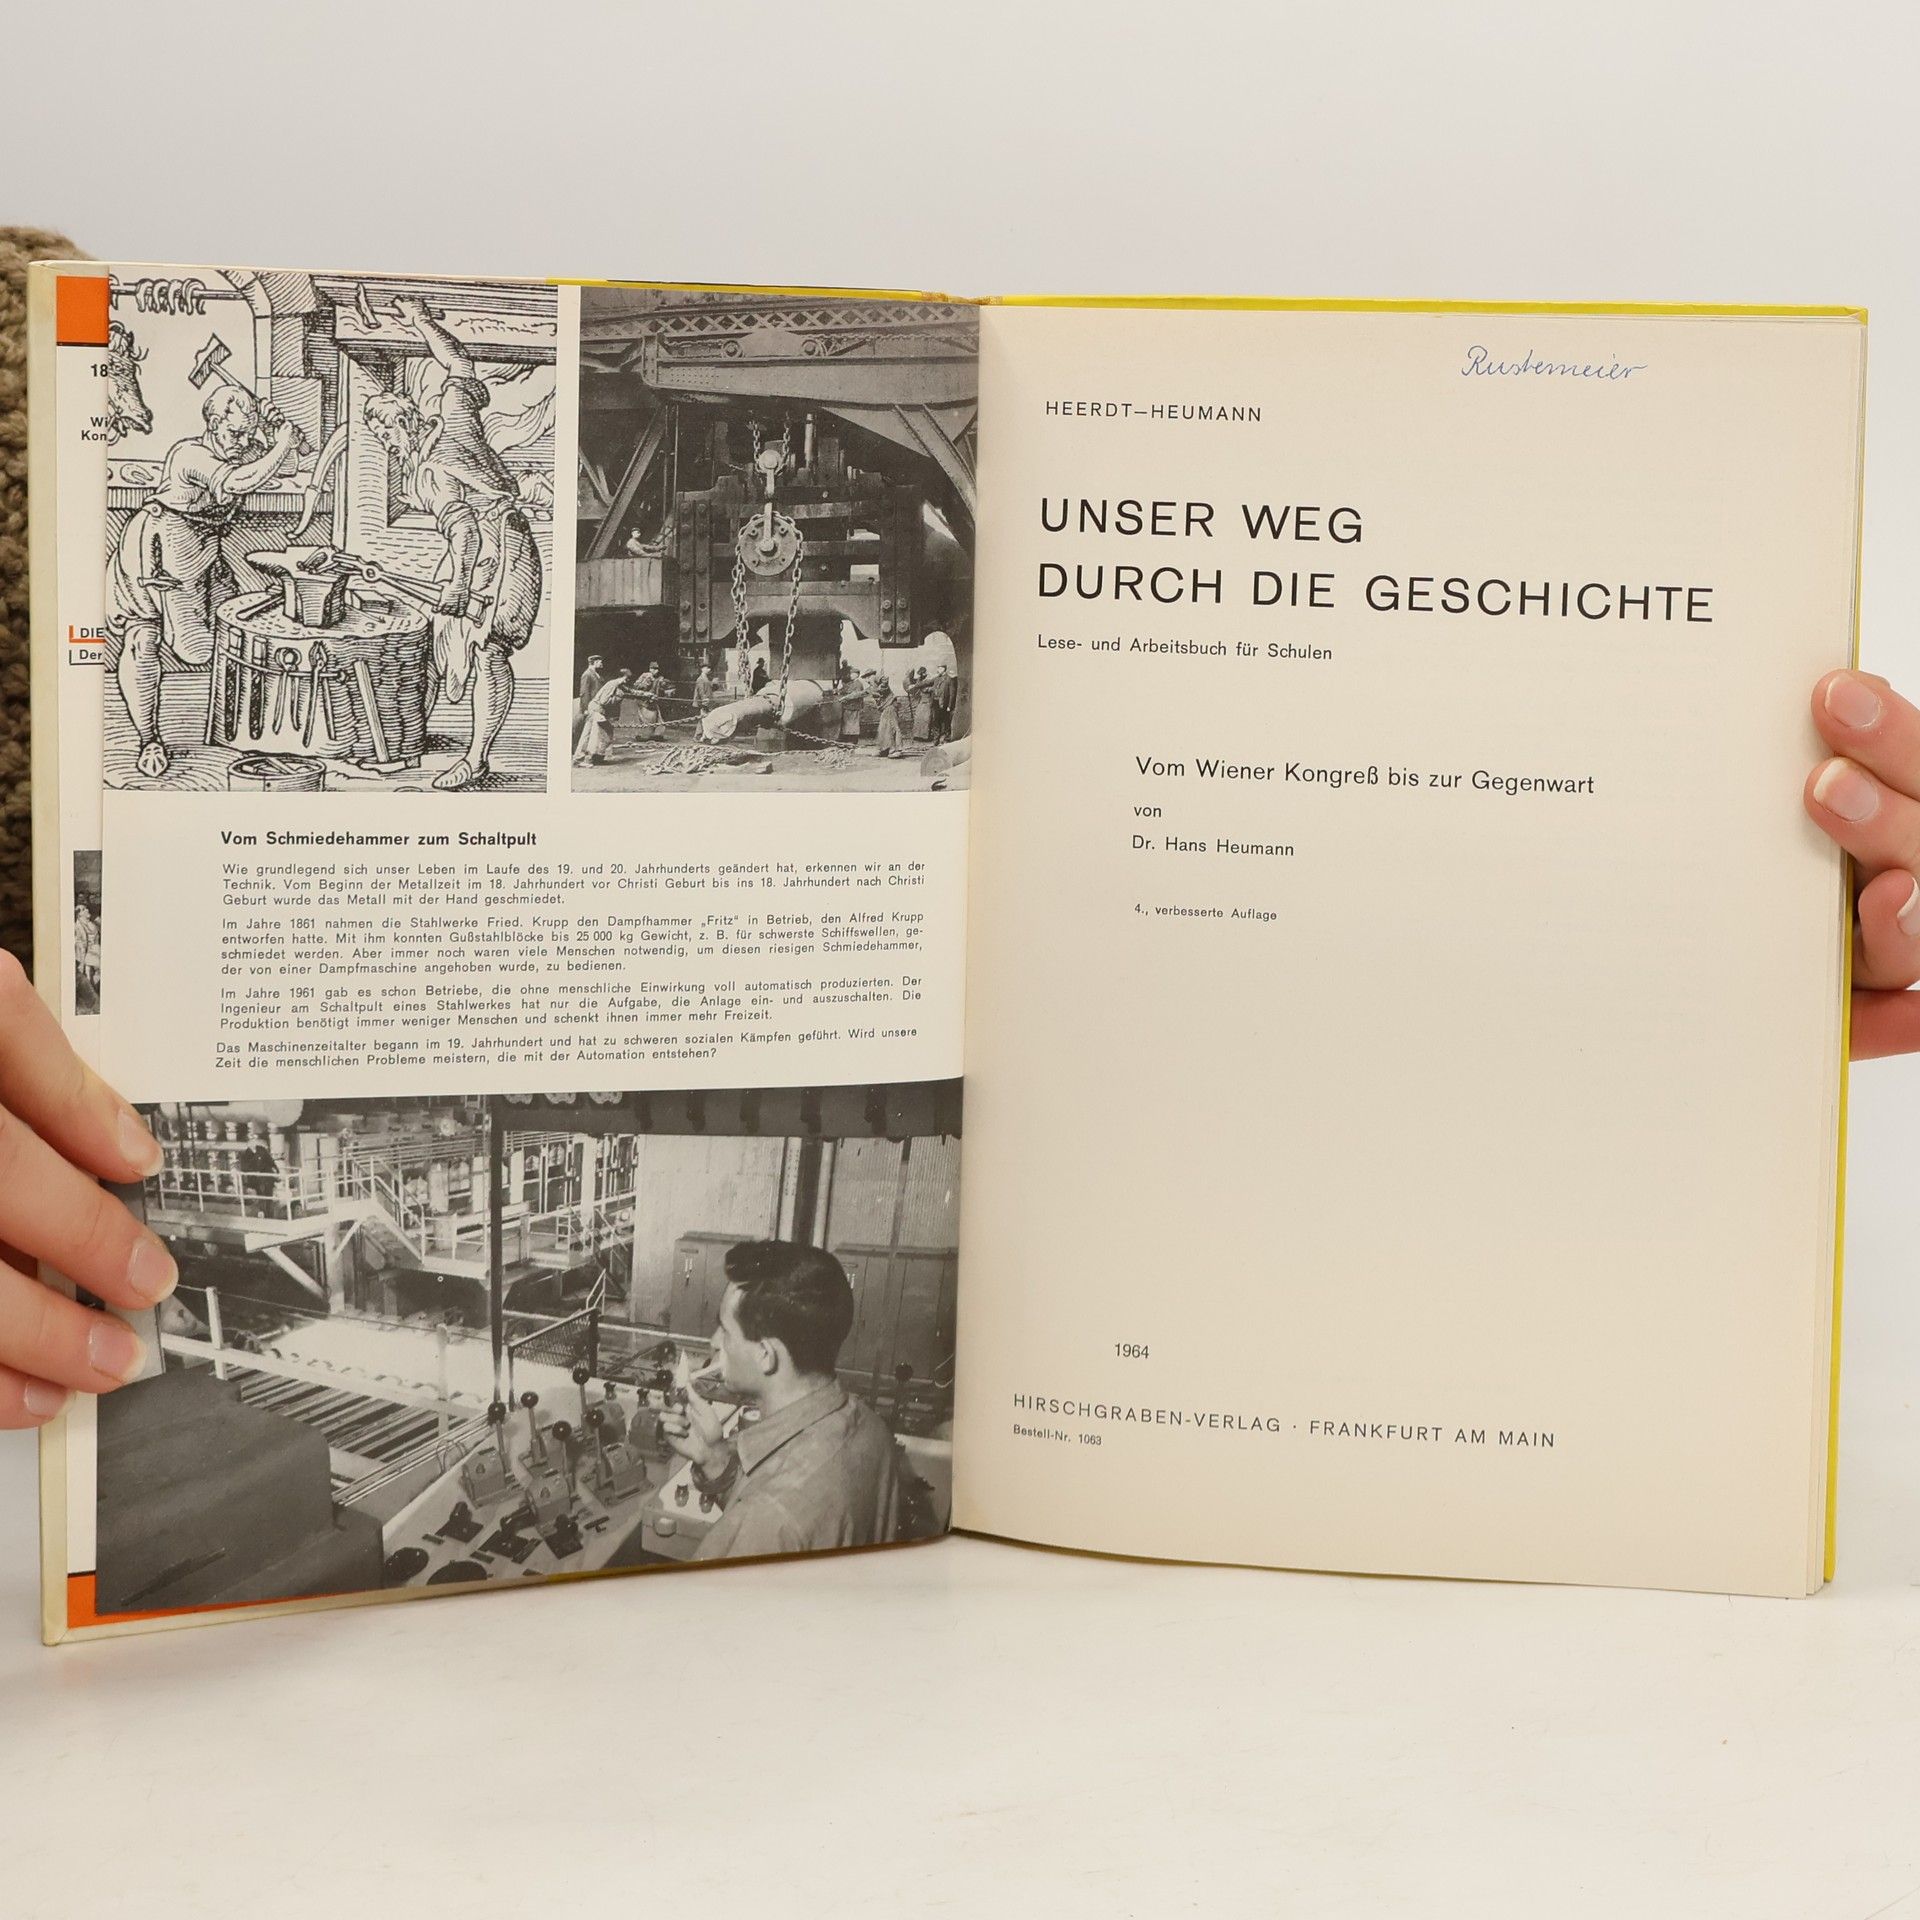 18
Wi
Kon
DIE
Der
Vom Schmiedehammer zum Schaltpult
Wie grundlegend sich unser Leben im Laufe des 19. und 20. Jahrhunderts geändert hat, erkennen wir an der
Technik. Vom Beginn der Metallzeit im 18. Jahrhundert vor Christi Geburt bis ins 18. Jahrhundert nach Christi
Geburt wurde das Metall mit der Hand geschmiedet.
Im Jahre 1861 nahmen die Stahlwerke Fried. Krupp den Dampfhammer „Fritz“ in Betrieb, den Alfred Krupp
entworfen hatte. Mit ihm konnten Gußstahlblöcke bis 25 000 kg Gewicht, z. B. für schwerste Schiffswellen, ge-
schmiedet werden. Aber immer noch waren viele Menschen notwendig, um diesen riesigen Schmiedehammer,
der von einer Dampfmaschine angehoben wurde, zu bedienen.
Im Jahre 1961 gab es schon Betriebe, die ohne menschliche Einwirkung voll automatisch produzierten. Der
Ingenieur am Schaltpult eines Stahlwerkes hat nur die Aufgabe, die Anlage ein- und auszuschalten. Die
Produktion benötigt immer weniger Menschen und schenkt ihnen immer mehr Freizeit.
Das Maschinenzeitalter begann im 19. Jahrhundert und hat zu schweren sozialen Kämpfen geführt. Wird unsere
Zeit die menschlichen Probleme meistern, die mit der Automation entstehen?
Rustemeier
HEERDT–HEUMANN
UNSER WEG
DURCH DIE GESCHICHTE
Lese- und Arbeitsbuch für Schulen
Vom Wiener Kongreß bis zur Gegenwart
von
Dr. Hans Heumann
4., verbesserte Auflage
1964
HIRSCHGRABEN-VERLAG · FRANKFURT AM MAIN
Bestell-Nr. 1063